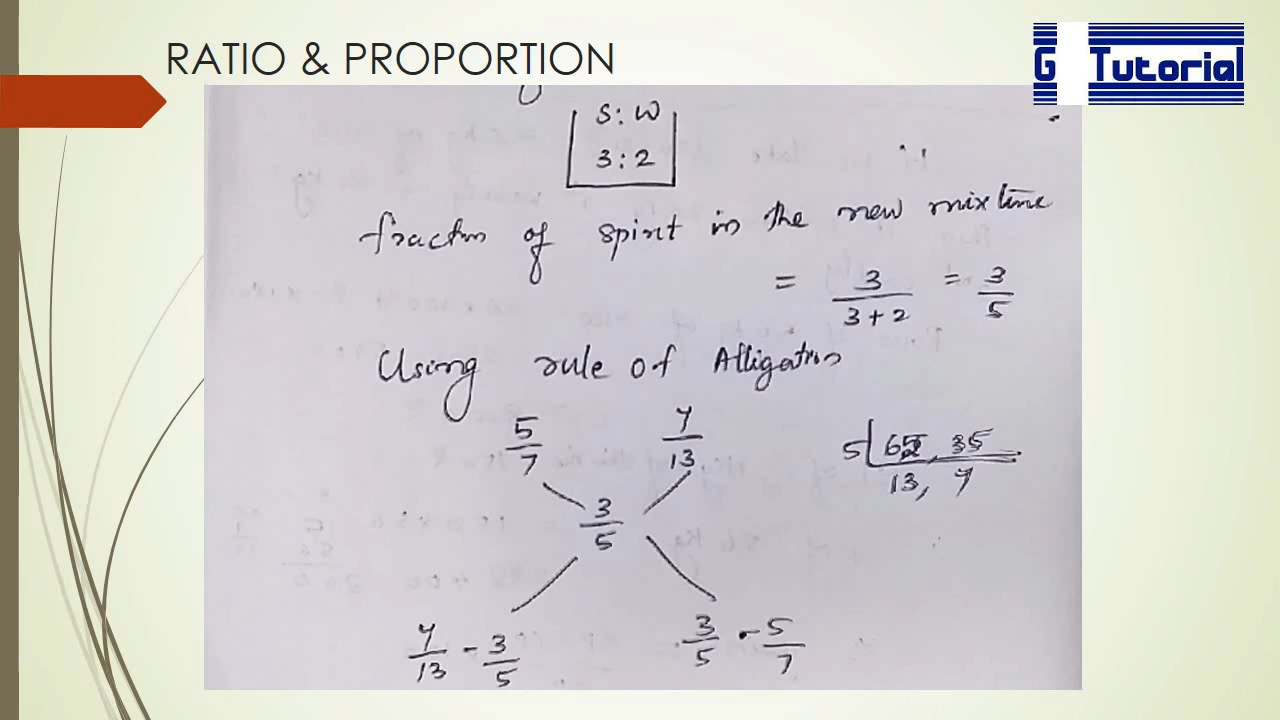 RATIO & PROPORTION
G Tutorial
S : W
3 : 2
fraction of spirit in the new mixture
= 3/(3+2) = 3/5
Using rule of Alligation
5/7 7/13
5 65, 35
3/5
13, 7
7/13 - 3/5 3/5 - 5/7